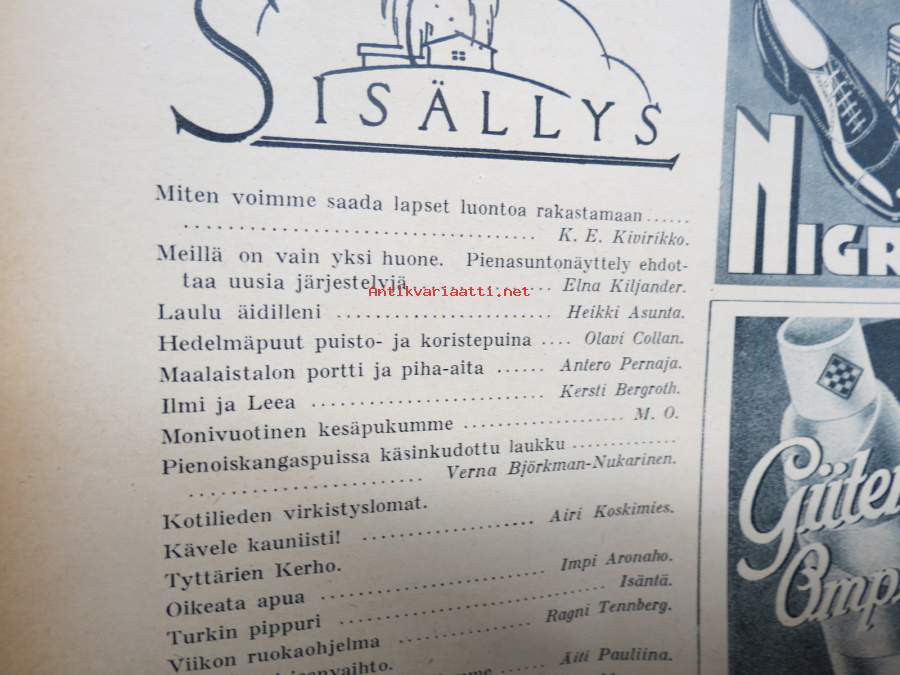 SISÄLLYS
Miten voimme saada lapset luontoa rakastamaan ......
.................................... K. E. Kivirikko.
Meillä on vain yksi huone. Pienasuntonäyttely ehdot-
taa uusia järjestelyjä ............... Elna Kiljander.
Antikvariaatti.net
Laulu äidilleni ...................... Heikki Asunta.
Hedelmäpuut puisto- ja koristepuina .... Olavi Collan.
Maalaistalon portti ja piha-aita ...... Antero Pernaja.
Ilmi ja Leea ........................ Kersti Bergroth.
Monivuotinen kesäpukumme .................. M. O.
Pienoiskangaspuissa käsinkudottu laukku ..............
........................ Verna Björkman-Nukarinen.
Kotilieden virkistyslomat.
Kävele kauniisti! .................. Airi Koskimies.
Tyttärien Kerho.
Oikeata apua ........................ Impi Aronaho.
Turkin pippuri .............................. Isäntä.
Viikon ruokaohjelma .............. Ragni Tennberg.
...... Äiti Pauliina.
NIGR
Güter